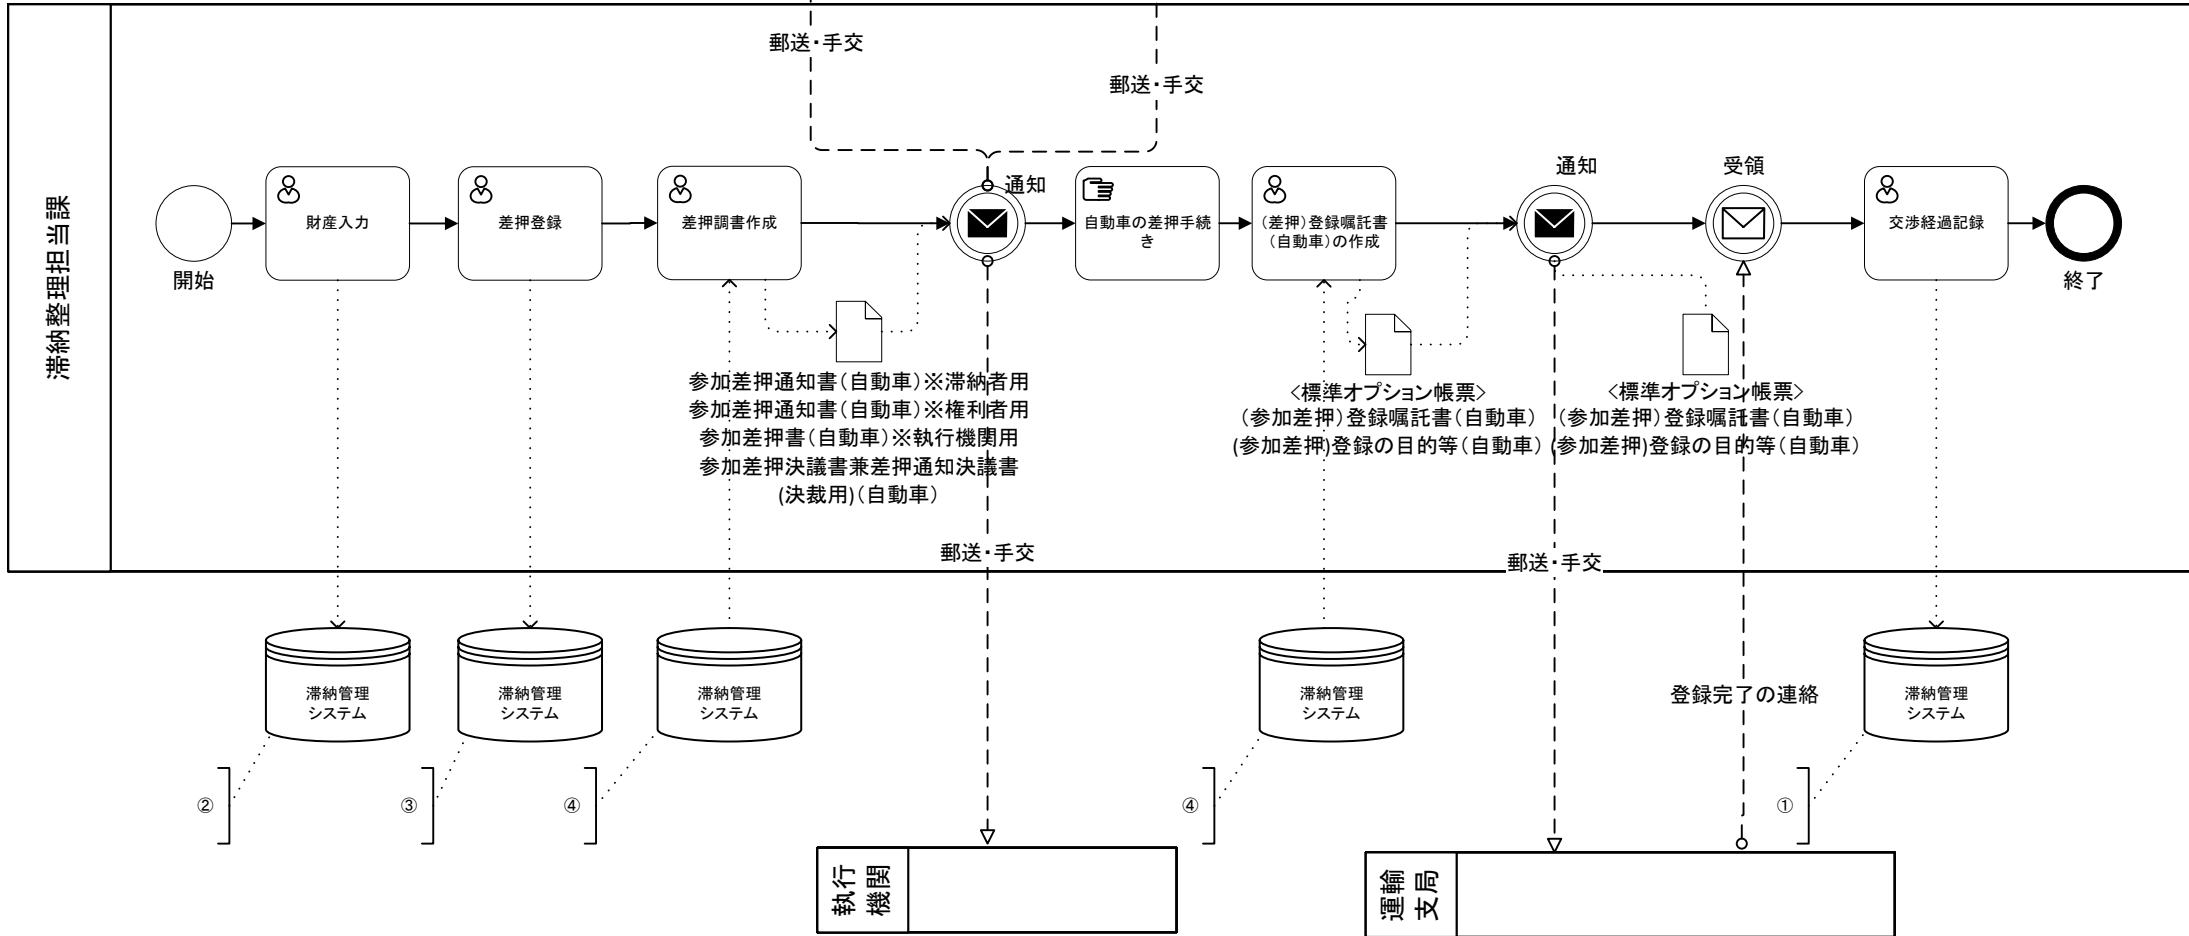 郵送・手交
郵送・手交
滞納整理担当課
開始
財産入力
差押登録
差押調書作成
通知
自動車の差押手続
き
(差押)登録嘱託書
(自動車)の作成
通知
受領
交渉経過記録
終了
参加差押通知書(自動車)※滞納者用
参加差押通知書(自動車)※権利者用
参加差押書(自動車)※執行機関用
参加差押決議書兼差押通知決議書
(決裁用)(自動車)
<標準オプション帳票>
(参加差押)登録嘱託書(自動車)
(参加差押)登録の目的等(自動車)
<標準オプション帳票>
(参加差押)登録嘱託書(自動車)
(参加差押)登録の目的等(自動車)
郵送・手交
郵送・手交
滞納管理
システム
滞納管理
システム
滞納管理
システム
滞納管理
システム
登録完了の連絡
滞納管理
システム
②
③
④
④
①
執行
機関
運輸
支局